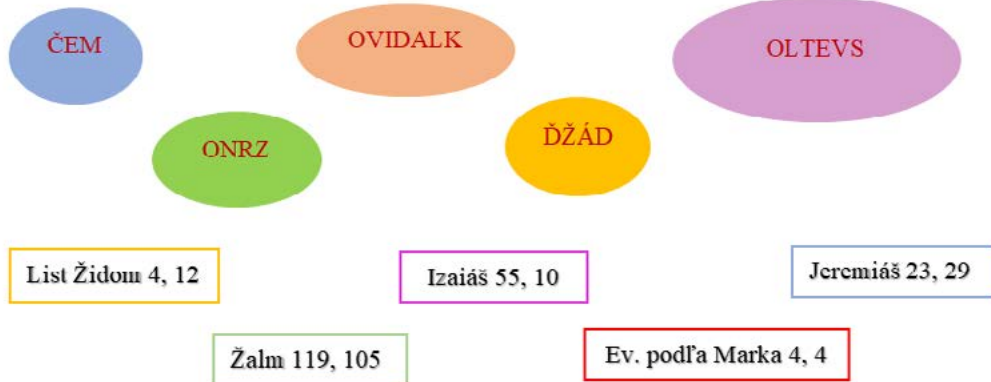 ČEM
OVIDALK
OLTEVS
ONRZ
ĎŽÁD
List Židom 4, 12
Izaiáš 55, 10
Jeremiáš 23, 29
Žalm 119, 105
Ev. podľa Marka 4, 4